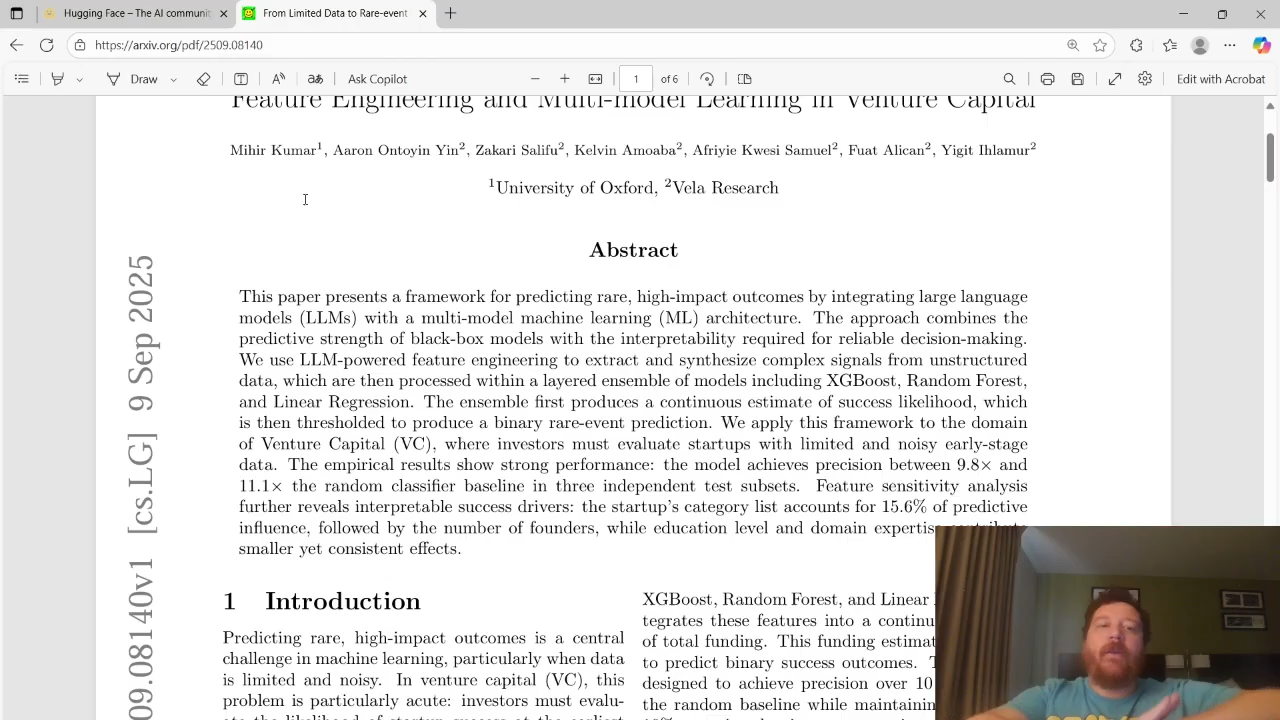 Hugging Face – The AI community
From Limited Data to Rare-event
https://arxiv.org/pdf/2509.08140
Draw
Ask Copilot
1 of 6
Edit with Acrobat
Feature Engineering and Multi-model Learning in Venture Capital
Mihir Kumar¹, Aaron Ontoyin Yin², Zakari Salifu², Kelvin Amoaba², Afriyie Kwesi Samuel², Fuat Alican², Yigit Ihlamur²
¹University of Oxford, ²Vela Research
Abstract
This paper presents a framework for predicting rare, high-impact outcomes by integrating large language
models (LLMs) with a multi-model machine learning (ML) architecture. The approach combines the
predictive strength of black-box models with the interpretability required for reliable decision-making.
We use LLM-powered feature engineering to extract and synthesize complex signals from unstructured
data, which are then processed within a layered ensemble of models including XGBoost, Random Forest,
and Linear Regression. The ensemble first produces a continuous estimate of success likelihood, which
is then thresholded to produce a binary rare-event prediction. We apply this framework to the domain
of Venture Capital (VC), where investors must evaluate startups with limited and noisy early-stage
data. The empirical results show strong performance: the model achieves precision between 9.8× and
11.1× the random classifier baseline in three independent test subsets. Feature sensitivity analysis
further reveals interpretable success drivers: the startup's category list accounts for 15.6% of predictive
influence, followed by the number of founders, while education level and domain expertise contribute
smaller yet consistent effects.
09.08140v1 [cs.LG] 9 Sep 2025
1 Introduction
Predicting rare, high-impact outcomes is a central
challenge in machine learning, particularly when data
is limited and noisy. In venture capital (VC), this
problem is particularly acute: investors must evalu-
ate the likelihood of startup success at the earliest
XGBoost, Random Forest, and Linear
tegrates these features into a continu
of total funding. This funding estimat
to predict binary success outcomes.
designed to achieve precision over 10
the random baseline while maintainin